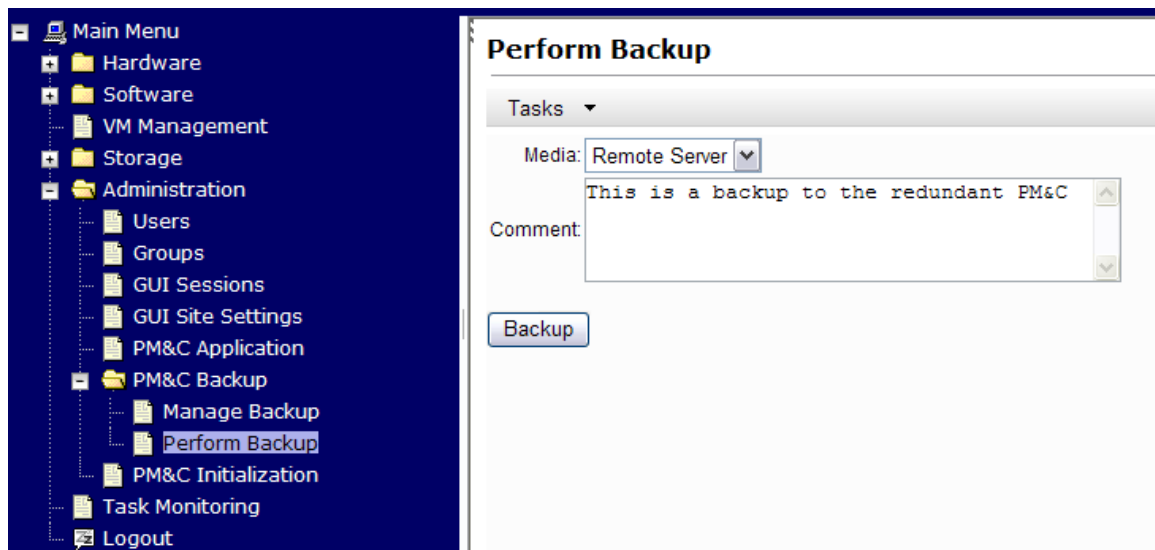 Main Menu
Hardware
Software
VM Management
Storage
Administration
Users
Groups
GUI Sessions
GUI Site Settings
PM&C Application
PM&C Backup
Manage Backup
Perform Backup
PM&C Initialization
Task Monitoring
Logout
Perform Backup
Tasks
Media: Remote Server
Comment: This is a backup to the redundant PM&C
Backup